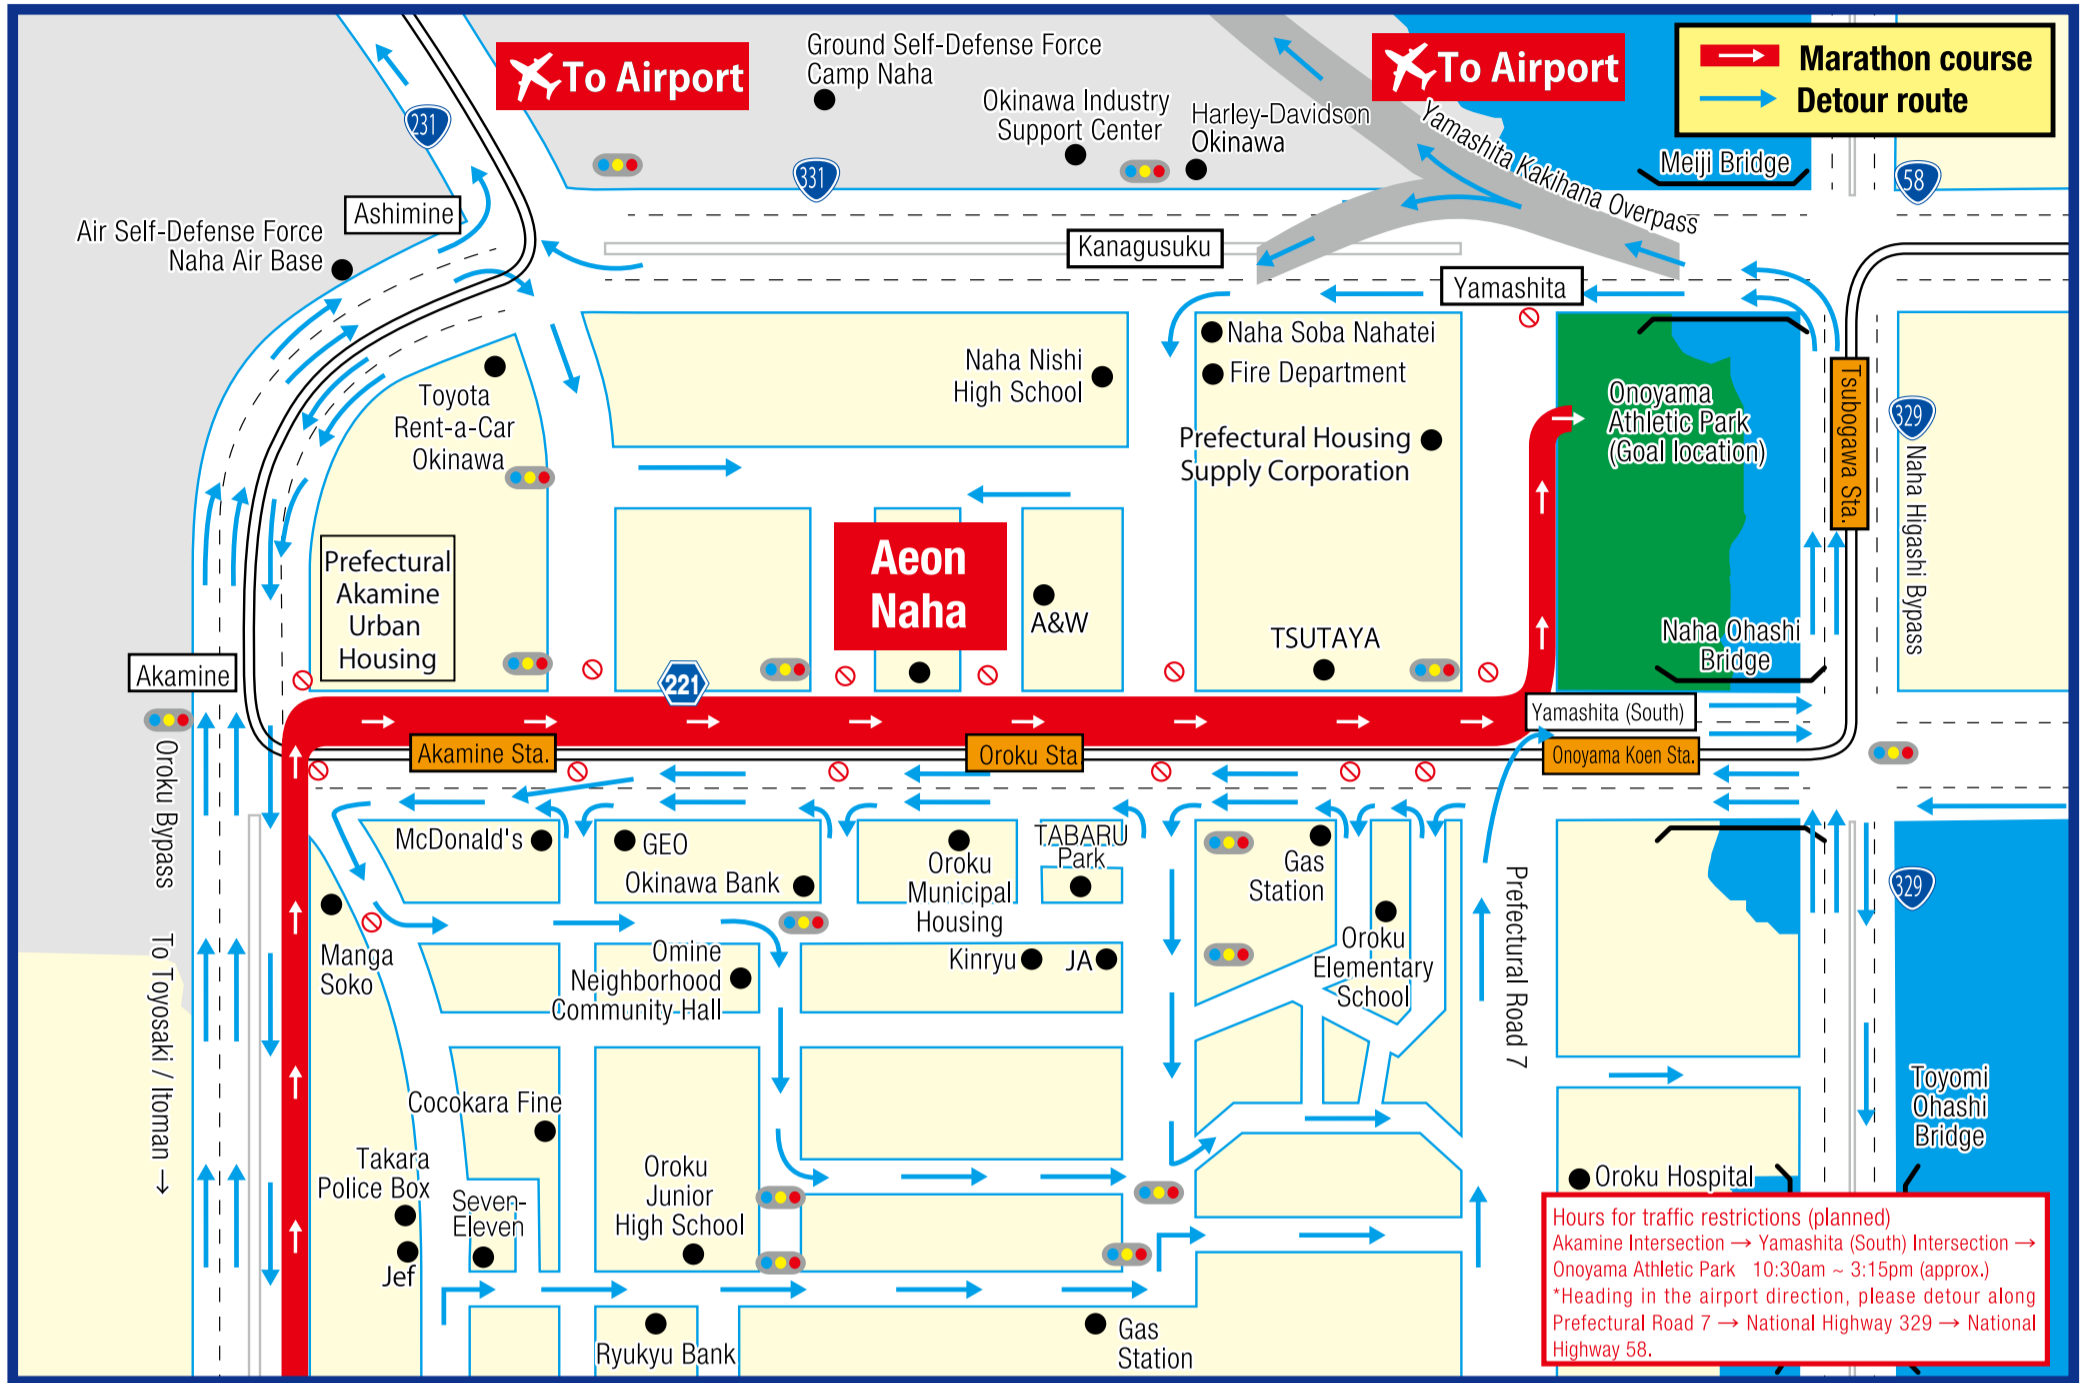 To Airport
Ground Self-Defense Force
Camp Naha
Okinawa Industry
Support Center
Harley-Davidson
Okinawa
To Airport
Marathon course
Detour route
Yamashita Kakihana Overpass
Meiji Bridge
231
331
58
Ashimine
Air Self-Defense Force
Naha Air Base
Kanagusuku
Yamashita
Naha Soba Nahatei
Fire Department
Naha Nishi
High School
Toyota
Rent-a-Car
Okinawa
Prefectural Housing
Supply Corporation
Onoyama
Athletic Park
(Goal location)
Tsubogawa Sta.
329
Naha Higashi Bypass
Prefectural
Akamine
Urban
Housing
Aeon
Naha
A&W
TSUTAYA
Naha Ohashi
Bridge
Akamine
221
Yamashita (South)
Akamine Sta.
Oroku Sta
Onoyama Koen Sta.
Oroku Bypass
To Toyosaki / Itoman →
McDonald's
GEO
Okinawa Bank
Oroku
Municipal
Housing
TABARU
Park
Gas
Station
Oroku
Elementary
School
Prefectural Road 7
329
Manga
Soko
Omine
Neighborhood
Community Hall
Kinryu
JA
Cocokara Fine
Takara
Police Box
Seven-
Eleven
Jef
Oroku
Junior
High School
Toyomi
Ohashi
Bridge
Oroku Hospital
Ryukyu Bank
Gas
Station
Hours for traffic restrictions (planned)
Akamine Intersection → Yamashita (South) Intersection →
Onoyama Athletic Park 10:30am ~ 3:15pm (approx.)
*Heading in the airport direction, please detour along
Prefectural Road 7 → National Highway 329 → National
Highway 58.